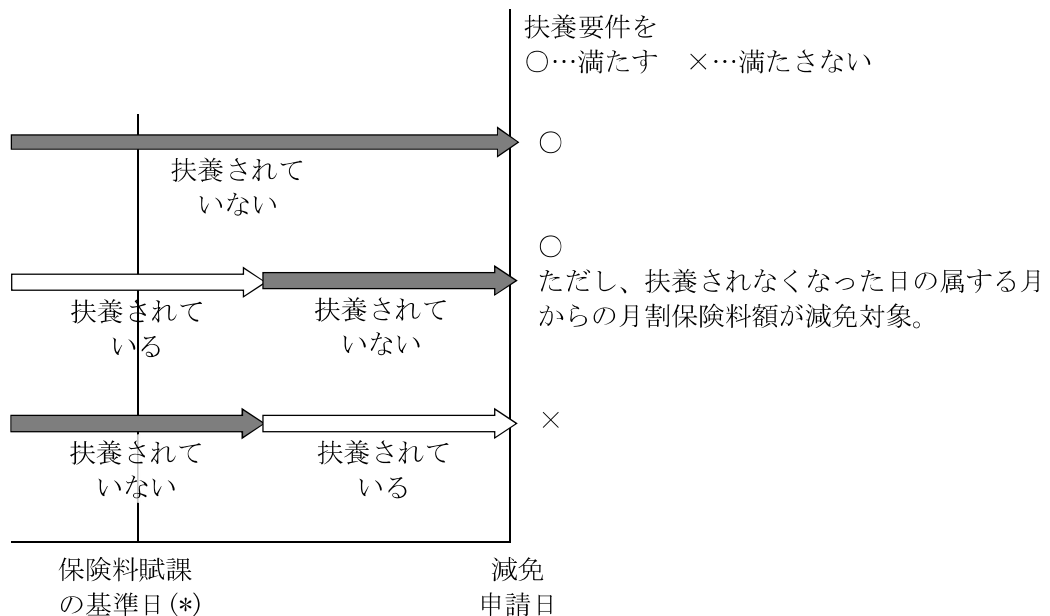 扶養要件を
○…満たす　×…満たさない
○
扶養されて
いない
○
ただし、扶養されなくなった日の属する月
からの月割保険料額が減免対象。
扶養されて
いる
扶養されて
いない
×
扶養されて
いない
扶養されて
いる
保険料賦課
の基準日(*)
減免
申請日